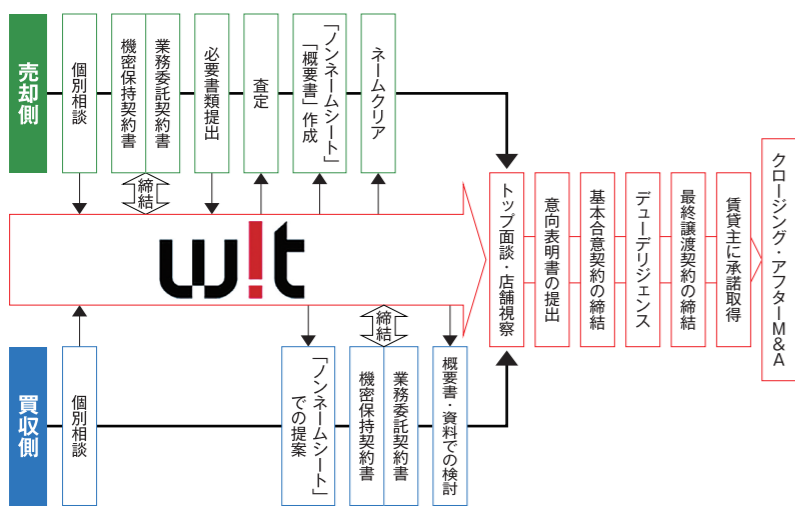 売却側
個別相談
機密保持契約書
業務委託契約書
締結
必要書類提出
査定
「ノンネームシート」
「概要書」作成
ネームクリア
w!t
買収側
個別相談
「ノンネームシート」
での提案
機密保持契約書
業務委託契約書
締結
概要書・資料での検討
トップ面談・店舗視察
意向表明書の提出
基本合意契約の締結
デューデリジェンス
最終譲渡契約の締結
賃貸主に承諾取得
クロージング・アフターM&A